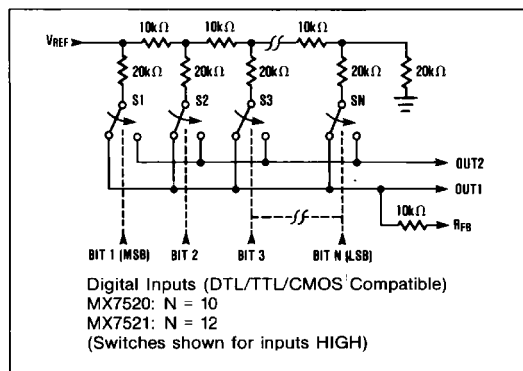 VREF
10kΩ 10kΩ 10kΩ
20kΩ 20kΩ 20kΩ 20kΩ 20kΩ
S1 S2 S3 SN
OUT2
OUT1
10kΩ
RFB
BIT 1 (MSB) BIT 2 BIT 3 BIT N (LSB)
Digital Inputs (DTL/TTL/CMOS Compatible)
MX7520: N = 10
MX7521: N = 12
(Switches shown for inputs HIGH)